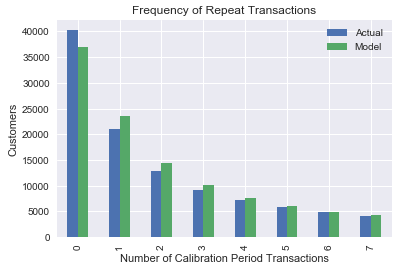 Frequency of Repeat Transactions
Actual
Model
Customers
40000
35000
30000
25000
20000
15000
10000
5000
0
0 1 2 3 4 5 6 7
Number of Calibration Period Transactions